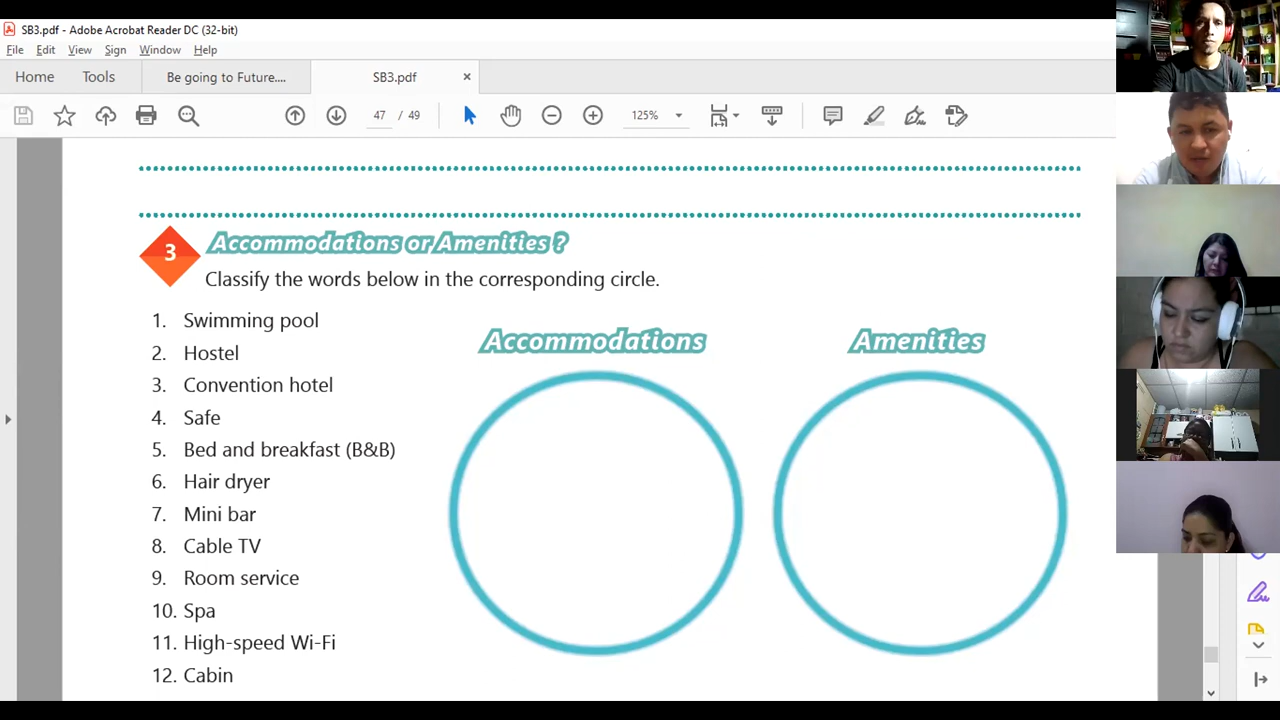 SB3.pdf - Adobe Acrobat Reader DC (32-bit)
File Edit View Sign Window Help
Home Tools Be going to Future.... SB3.pdf ×
47 / 49 125%
3 Accommodations or Amenities ?
Classify the words below in the corresponding circle.
1. Swimming pool
2. Hostel
3. Convention hotel
4. Safe
5. Bed and breakfast (B&B)
6. Hair dryer
7. Mini bar
8. Cable TV
9. Room service
10. Spa
11. High-speed Wi-Fi
12. Cabin
Accommodations
Amenities